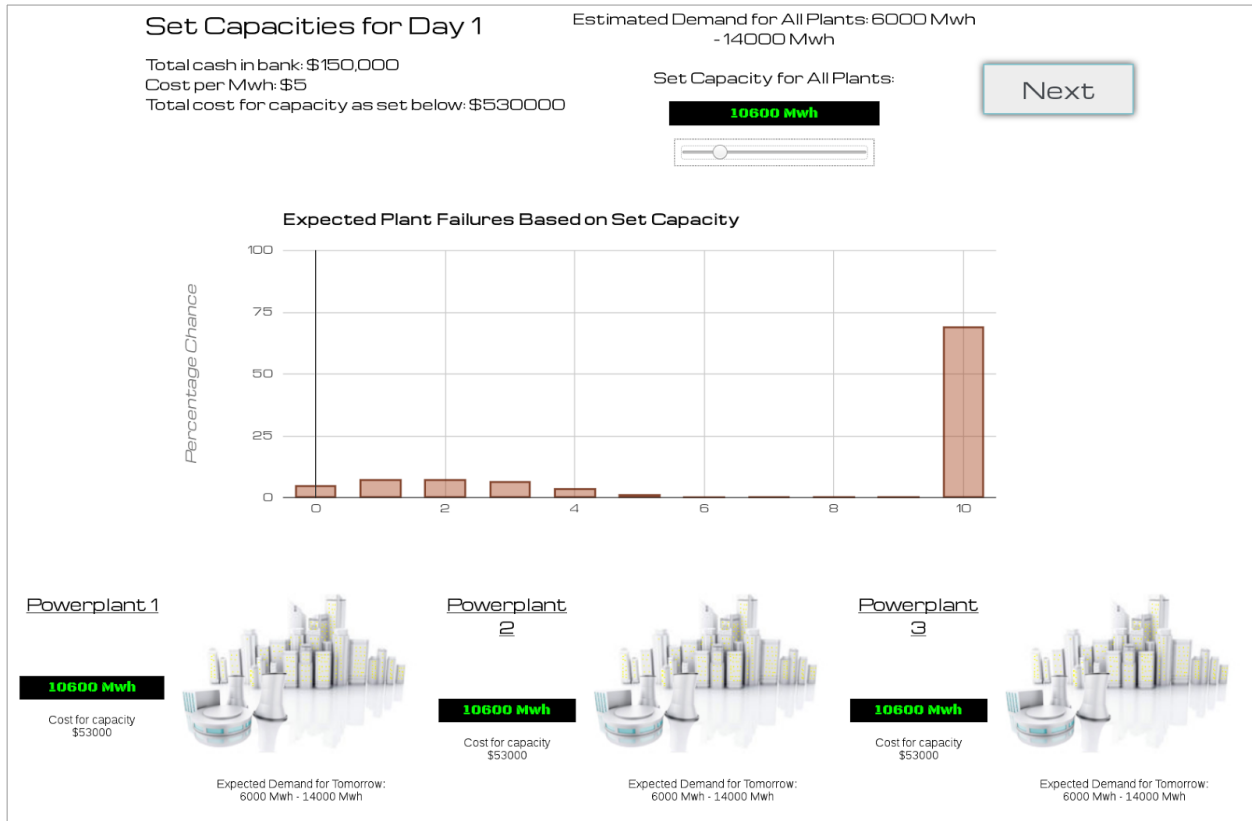 Set Capacities for Day 1
Estimated Demand for All Plants: 6000 Mwh
- 14000 Mwh
Total cash in bank: $150,000
Cost per Mwh: $5
Total cost for capacity as set below: $530000
Set Capacity for All Plants:
10600 Mwh
Next
Expected Plant Failures Based on Set Capacity
Percentage Chance
100
75
50
25
0
0
2
4
6
8
10
Powerplant 1
10600 Mwh
Cost for capacity
$53000
Expected Demand for Tomorrow:
6000 Mwh - 14000 Mwh
Powerplant
2
10600 Mwh
Cost for capacity
$53000
Expected Demand for Tomorrow:
6000 Mwh - 14000 Mwh
Powerplant
3
10600 Mwh
Cost for capacity
$53000
Expected Demand for Tomorrow:
6000 Mwh - 14000 Mwh